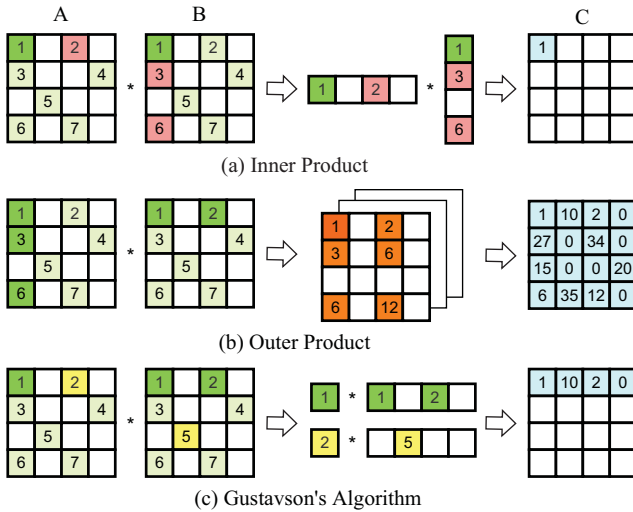 A B C
1 2 1 2 1 1
3 4 3 4 3
5 * 5 1 2 *
6 7 6 7 6
(a) Inner Product
1 2 1 2 1 2 1 10 2 0
3 4 3 4 3 6 27 0 34 0
5 * 5 15 0 0 20
6 7 6 7 6 12 6 35 12 0
(b) Outer Product
1 2 1 2 1 * 1 2 1 10 2 0
3 4 3 4
5 * 5 2 * 5
6 7 6 7
(c) Gustavson's Algorithm